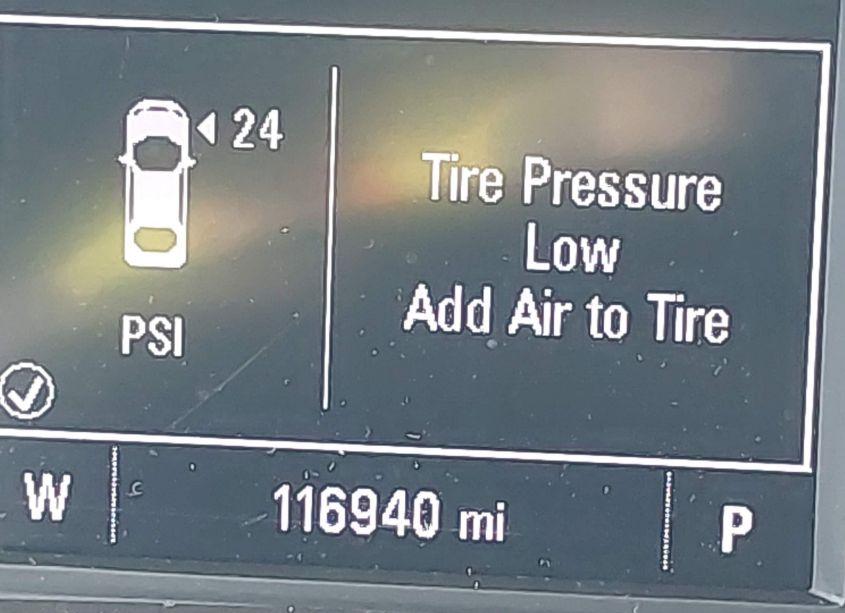 24
Tire Pressure
Low
Add Air to Tire
PSI
W 116940 mi P